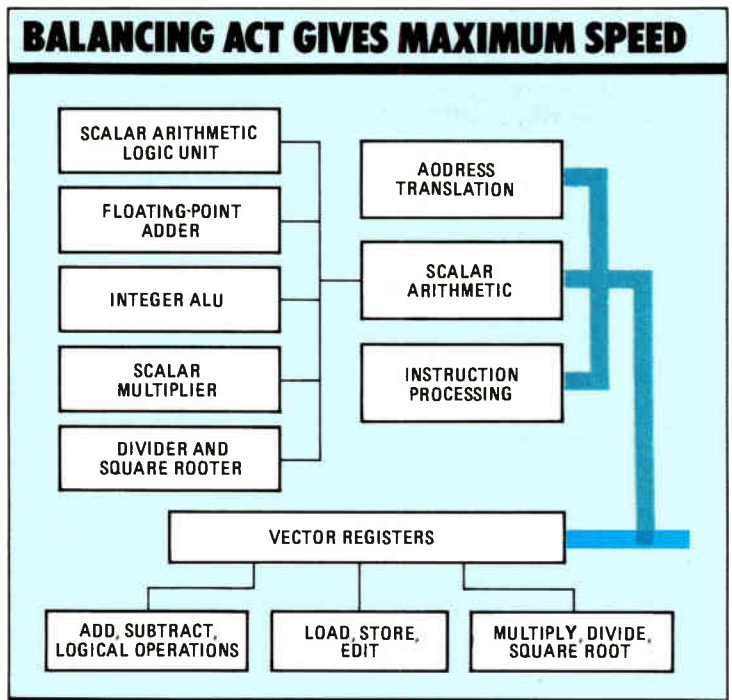 BALANCING ACT GIVES MAXIMUM SPEED
SCALAR ARITHMETIC
LOGIC UNIT
FLOATING-POINT
ADDER
INTEGER ALU
SCALAR
MULTIPLIER
DIVIDER AND
SQUARE ROOTER
AODRESS
TRANSLATION
SCALAR
ARITHMETIC
INSTRUCTION
PROCESSING
VECTOR REGISTERS
ADD, SUBTRACT,
LOGICAL OPERATIONS
LOAD, STORE,
EDIT
MULTIPLY, DIVIDE,
SQUARE ROOT